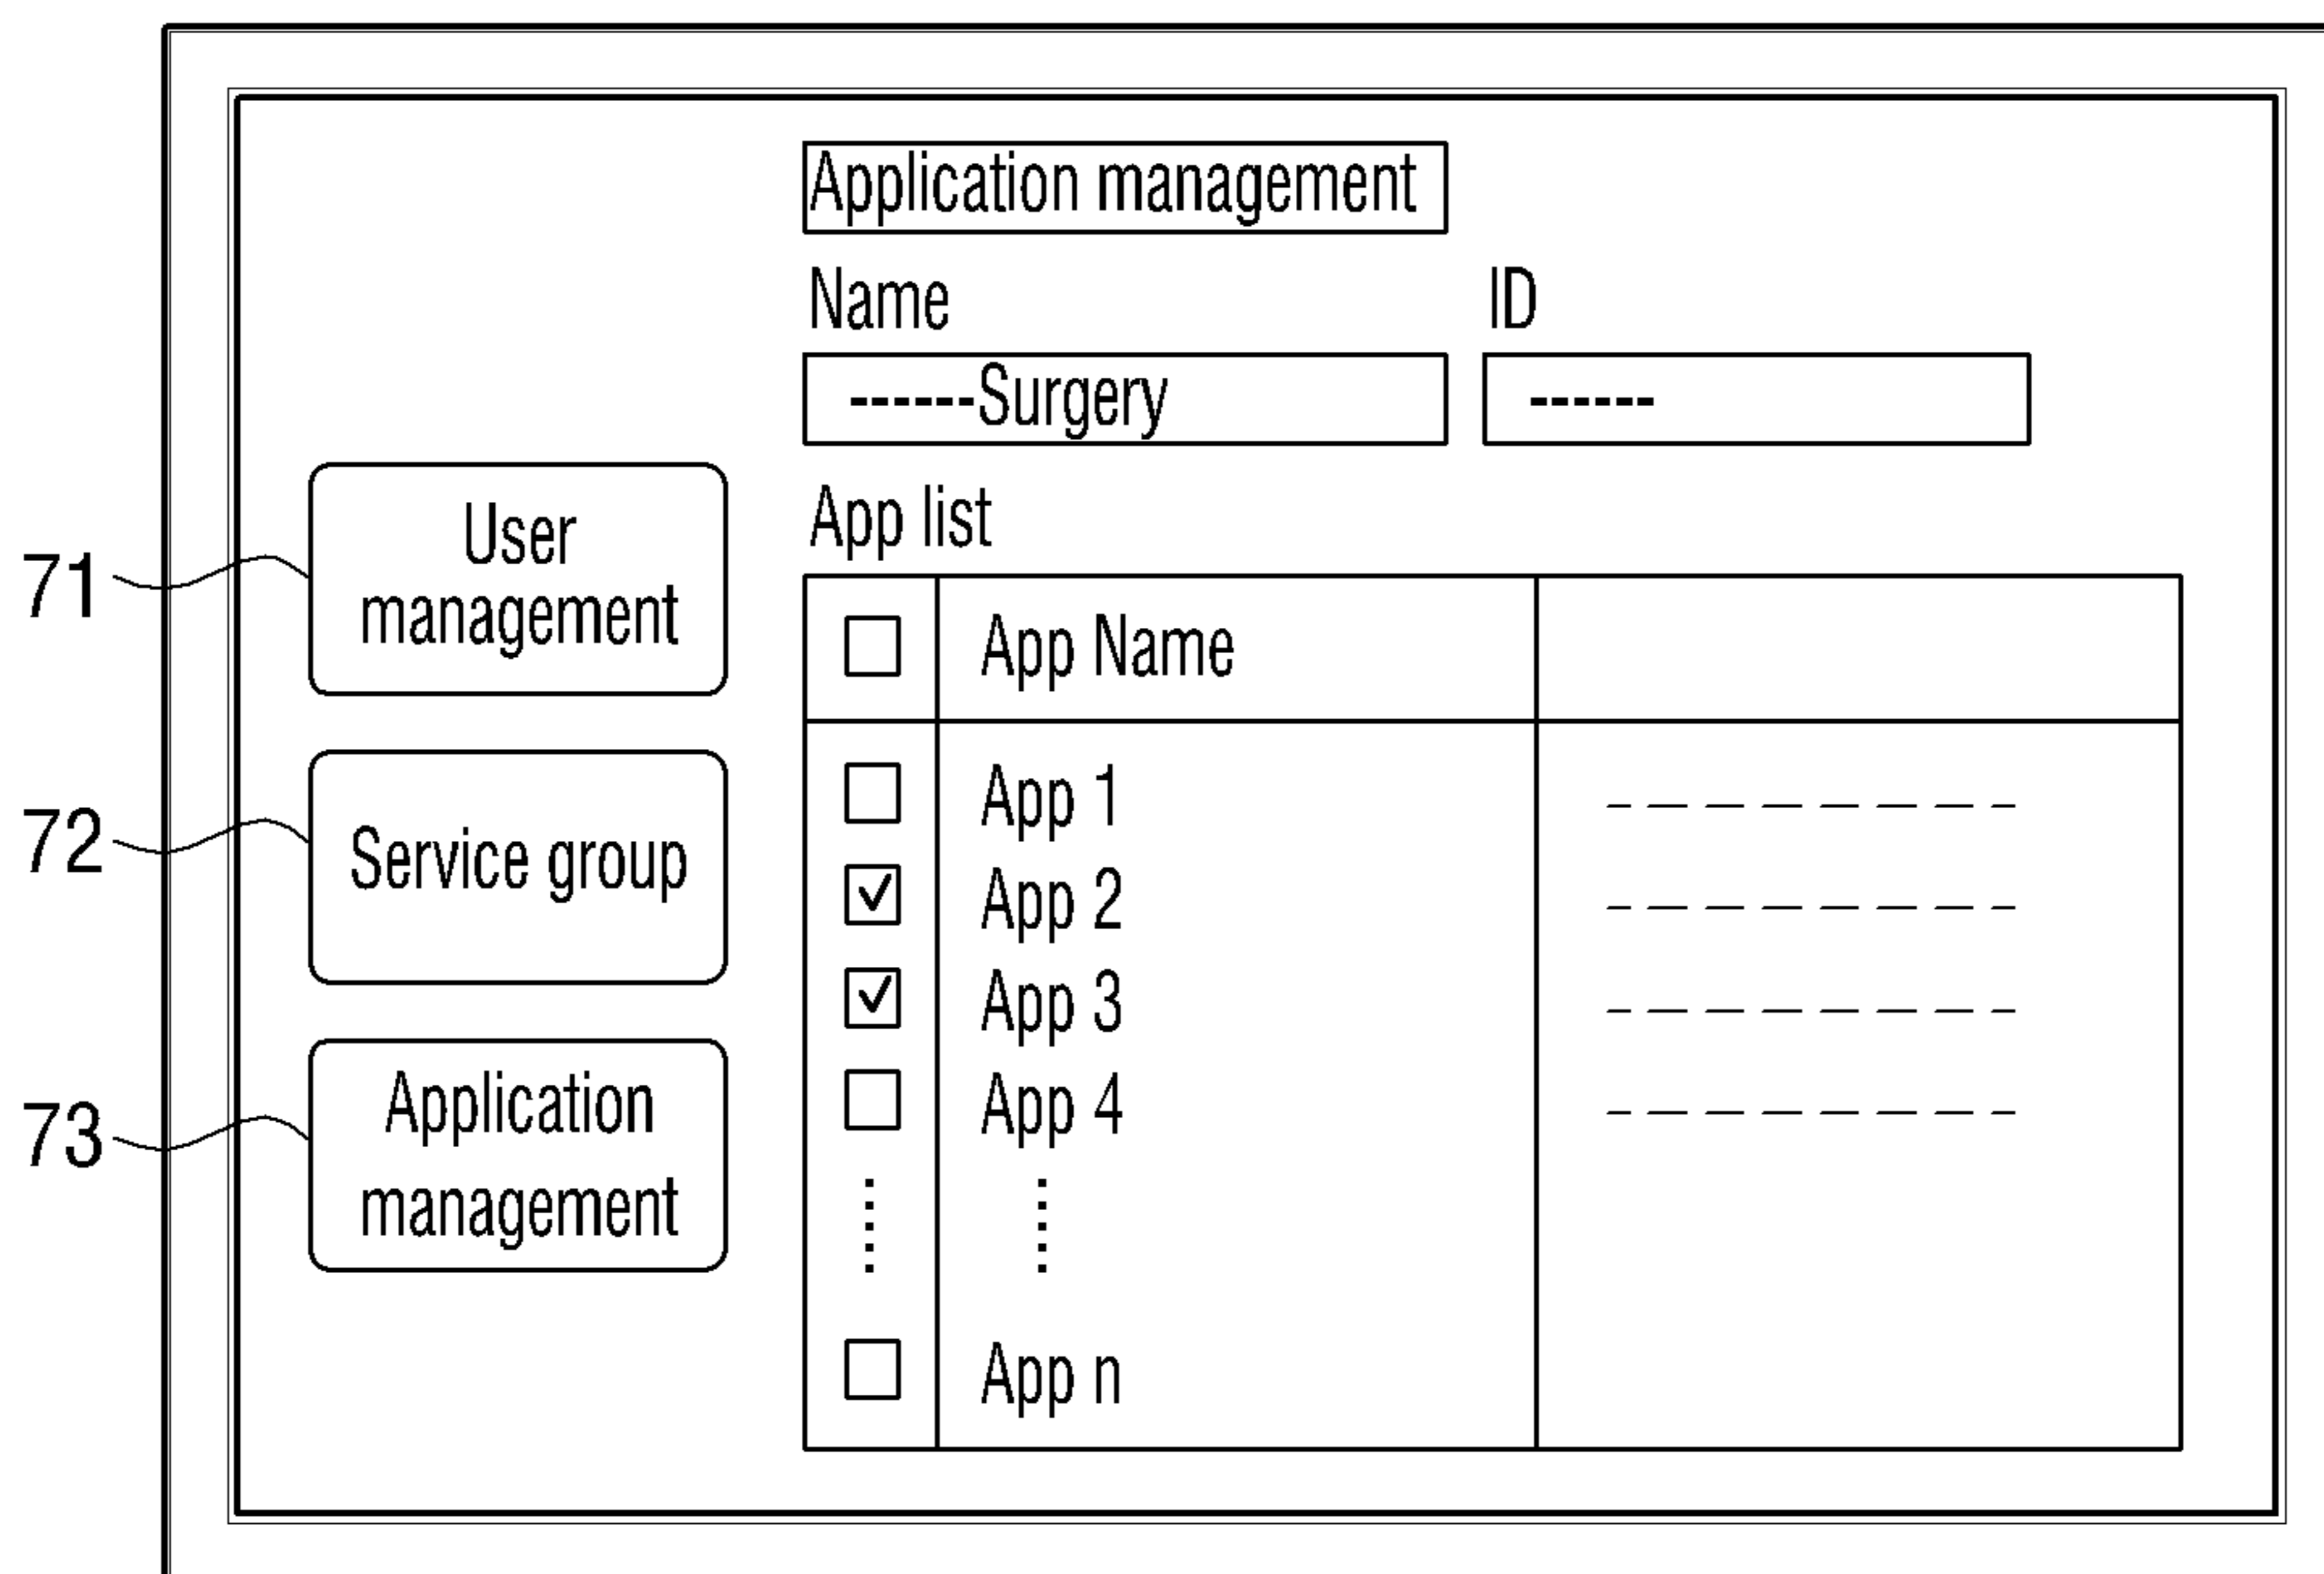 Application management
Name ID
------Surgery ------
App list
71 User
management
App Name
72 Service group
App 1
App 2
App 3
App 4
73 Application
management
App n